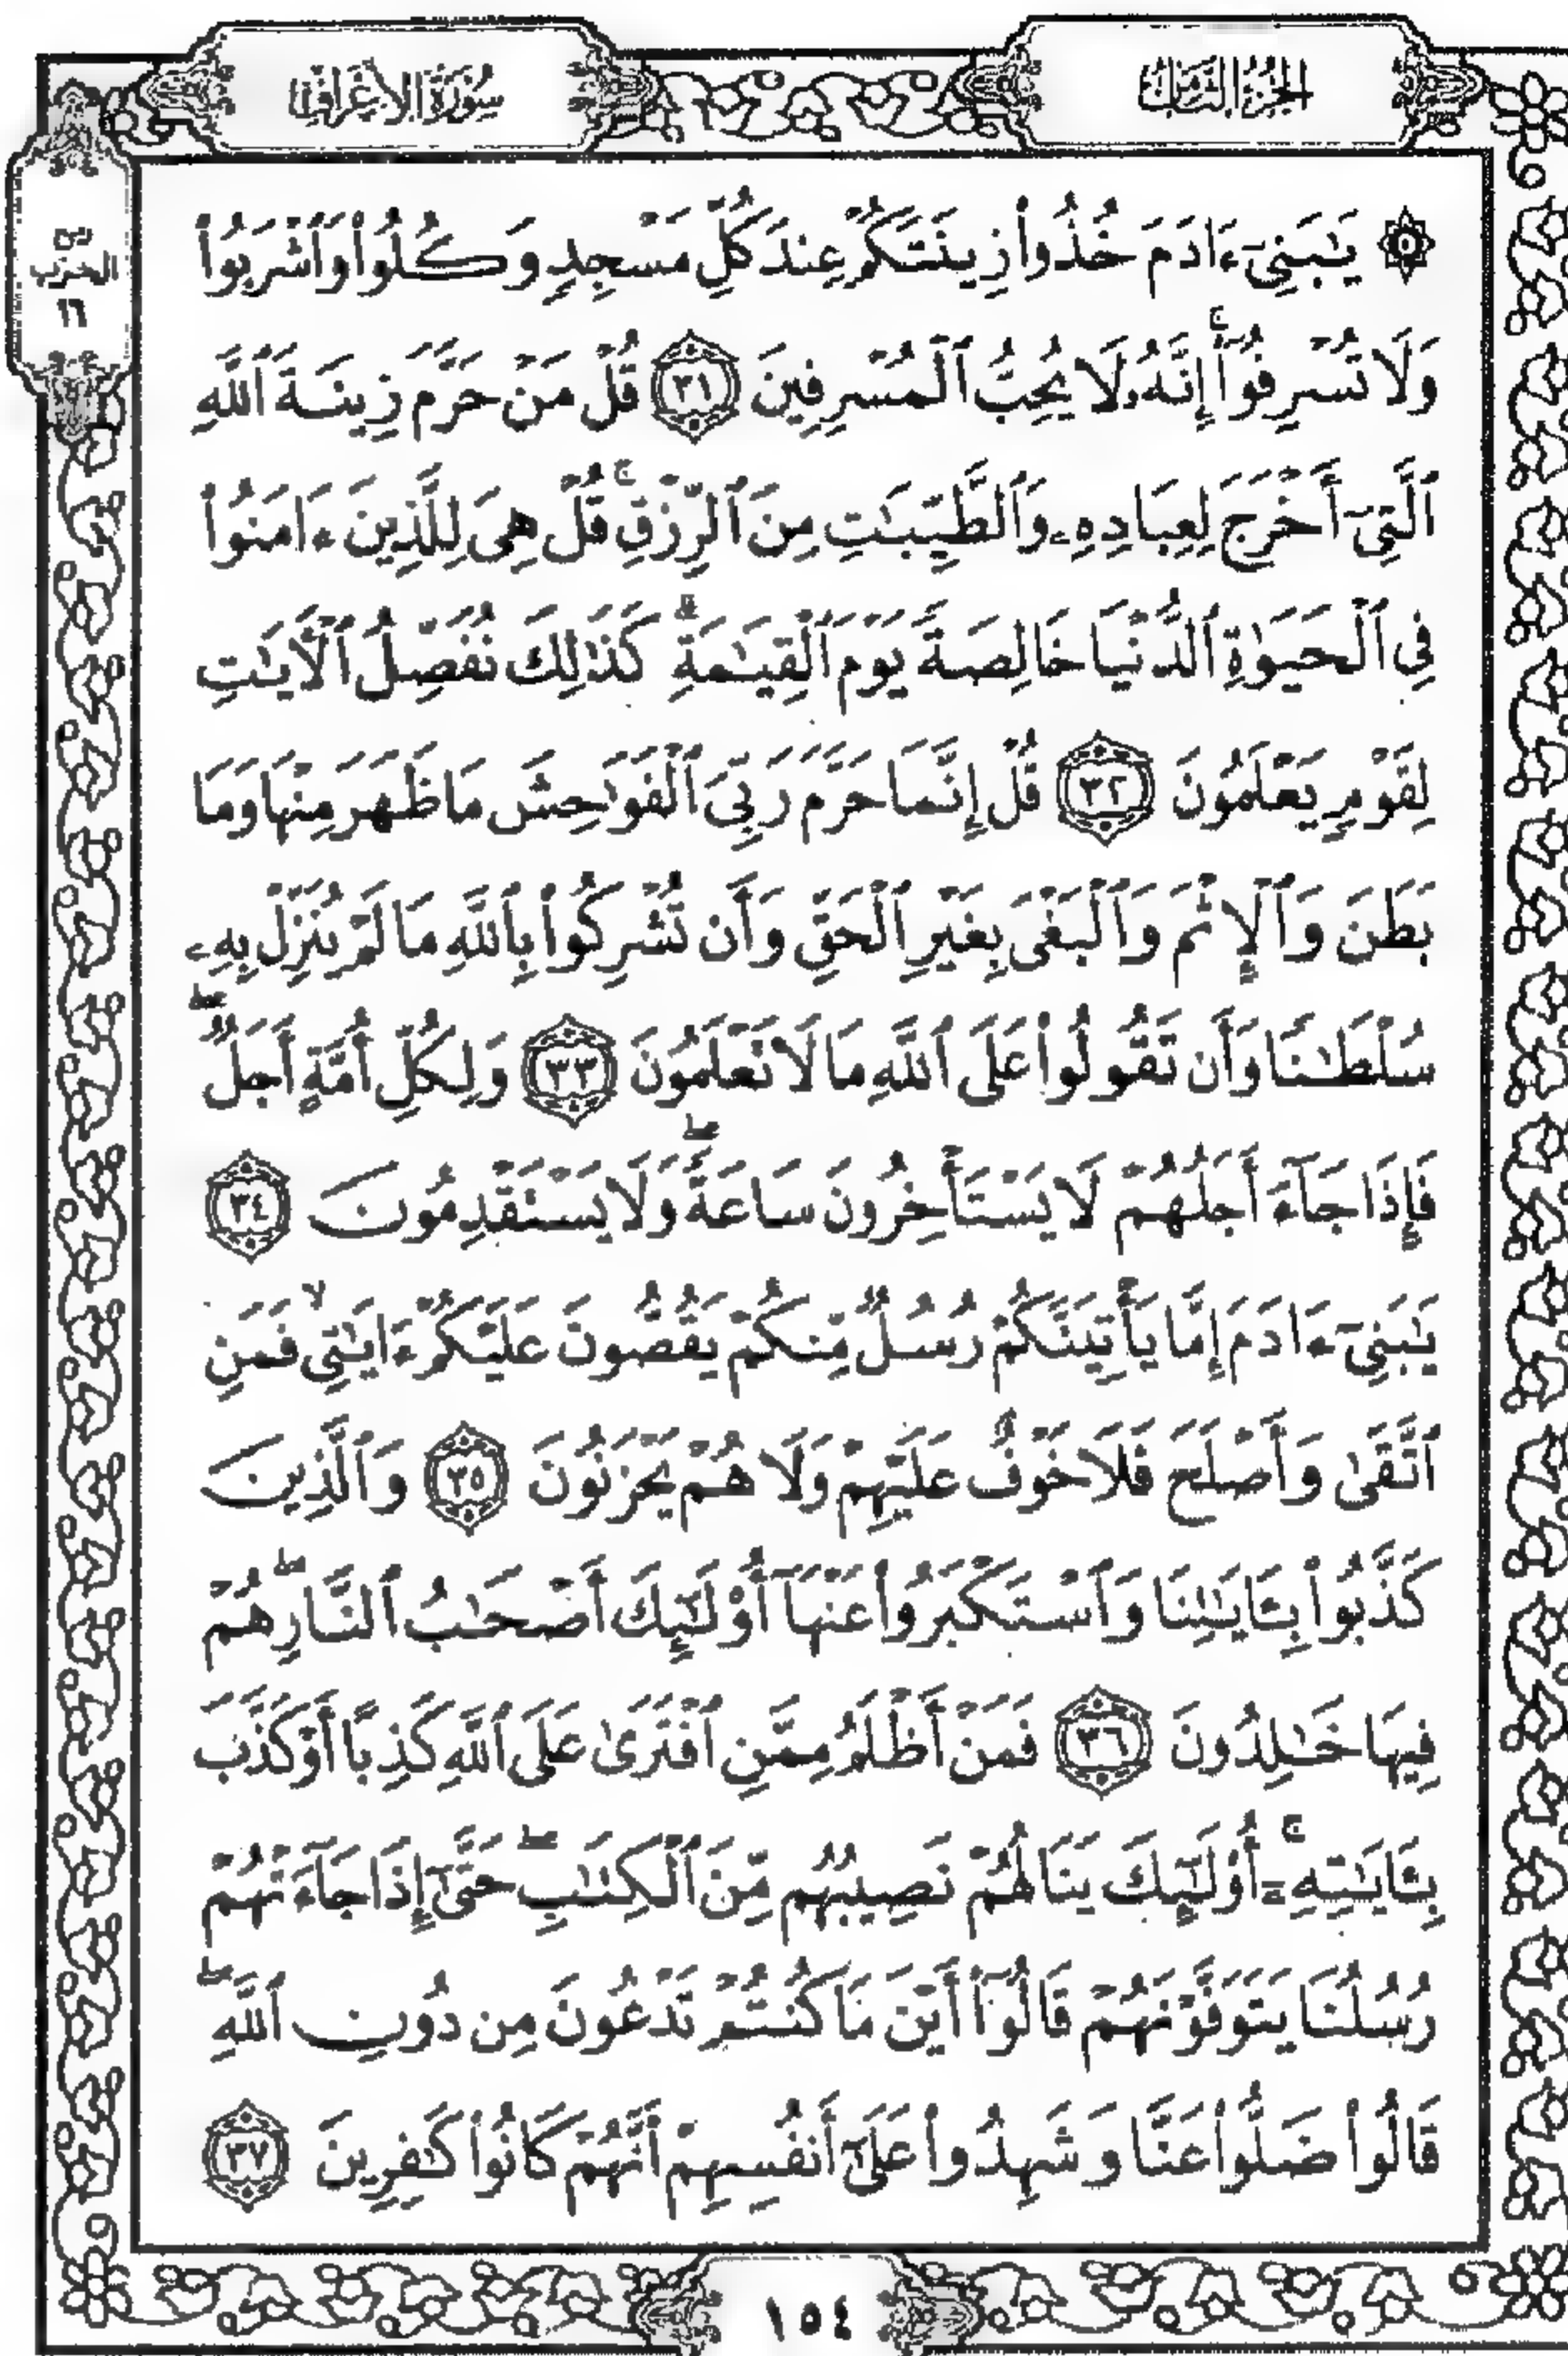 الجزء الثامن
سورة الأعراف
الحزب
١٦
۞ يَـٰبَنِىٓ ءَادَمَ خُذُوا۟ زِينَتَكُمْ عِندَ كُلِّ مَسْجِدٍ وَكُلُوا۟ وَٱشْرَبُوا۟
وَلَا تُسْرِفُوٓا۟ ۚ إِنَّهُۥ لَا يُحِبُّ ٱلْمُسْرِفِينَ ٣١ قُلْ مَنْ حَرَّمَ زِينَةَ ٱللَّهِ
ٱلَّتِىٓ أَخْرَجَ لِعِبَادِهِۦ وَٱلطَّيِّبَـٰتِ مِنَ ٱلرِّزْقِ ۚ قُلْ هِىَ لِلَّذِينَ ءَامَنُوا۟
فِى ٱلْحَيَوٰةِ ٱلدُّنْيَا خَالِصَةً يَوْمَ ٱلْقِيَـٰمَةِ ۗ كَذَٰلِكَ نُفَصِّلُ ٱلْـَٔايَـٰتِ
لِقَوْمٍ يَعْلَمُونَ ٣٢ قُلْ إِنَّمَا حَرَّمَ رَبِّىَ ٱلْفَوَٰحِشَ مَا ظَهَرَ مِنْهَا وَمَا
بَطَنَ وَٱلْإِثْمَ وَٱلْبَغْىَ بِغَيْرِ ٱلْحَقِّ وَأَن تُشْرِكُوا۟ بِٱللَّهِ مَا لَمْ يُنَزِّلْ بِهِۦ
سُلْطَـٰنًا وَأَن تَقُولُوا۟ عَلَى ٱللَّهِ مَا لَا تَعْلَمُونَ ٣٣ وَلِكُلِّ أُمَّةٍ أَجَلٌ ۖ
فَإِذَا جَآءَ أَجَلُهُمْ لَا يَسْتَأْخِرُونَ سَاعَةً ۖ وَلَا يَسْتَقْدِمُونَ ٣٤
يَـٰبَنِىٓ ءَادَمَ إِمَّا يَأْتِيَنَّكُمْ رُسُلٌ مِّنكُمْ يَقُصُّونَ عَلَيْكُمْ ءَايَـٰتِى ۙ فَمَنِ
ٱتَّقَىٰ وَأَصْلَحَ فَلَا خَوْفٌ عَلَيْهِمْ وَلَا هُمْ يَحْزَنُونَ ٣٥ وَٱلَّذِينَ
كَذَّبُوا۟ بِـَٔايَـٰتِنَا وَٱسْتَكْبَرُوا۟ عَنْهَآ أُو۟لَـٰٓئِكَ أَصْحَـٰبُ ٱلنَّارِ ۖ هُمْ
فِيهَا خَـٰلِدُونَ ٣٦ فَمَنْ أَظْلَمُ مِمَّنِ ٱفْتَرَىٰ عَلَى ٱللَّهِ كَذِبًا أَوْ كَذَّبَ
بِـَٔايَـٰتِهِۦٓ ۚ أُو۟لَـٰٓئِكَ يَنَالُهُمْ نَصِيبُهُم مِّنَ ٱلْكِتَـٰبِ ۖ حَتَّىٰٓ إِذَا جَآءَتْهُمْ
رُسُلُنَا يَتَوَفَّوْنَهُمْ قَالُوٓا۟ أَيْنَ مَا كُنتُمْ تَدْعُونَ مِن دُونِ ٱللَّهِ ۖ
قَالُوا۟ ضَلُّوا۟ عَنَّا وَشَهِدُوا۟ عَلَىٰٓ أَنفُسِهِمْ أَنَّهُمْ كَانُوا۟ كَـٰفِرِينَ ٣٧
١٥٤